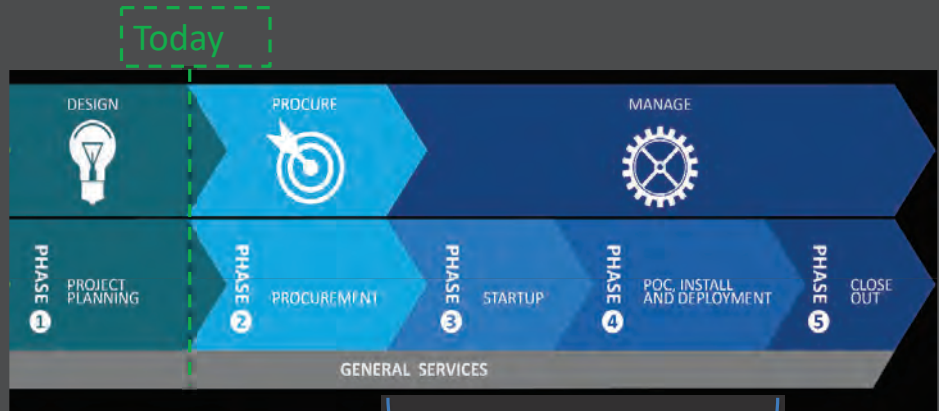 Today
DESIGN
PROCURE
MANAGE
PHASE 1
PROJECT
PLANNING
PHASE 2
PROCUREMENT
PHASE 3
STARTUP
PHASE 4
POC, INSTALL
AND DEPLOYMENT
PHASE 5
CLOSE
OUT
GENERAL SERVICES